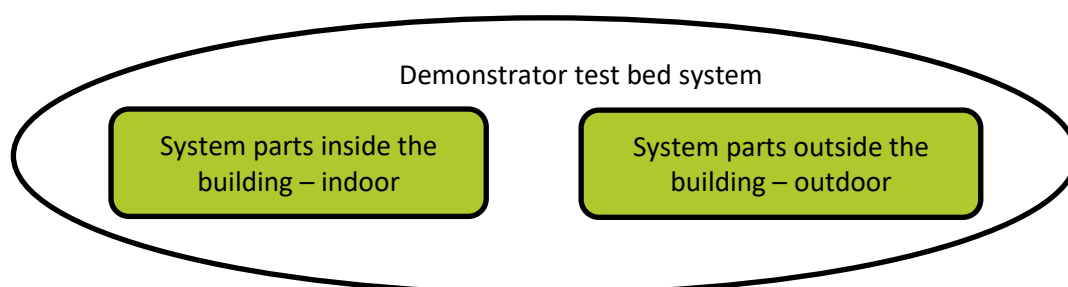 Demonstrator test bed system
System parts inside the
building – indoor
System parts outside the
building – outdoor